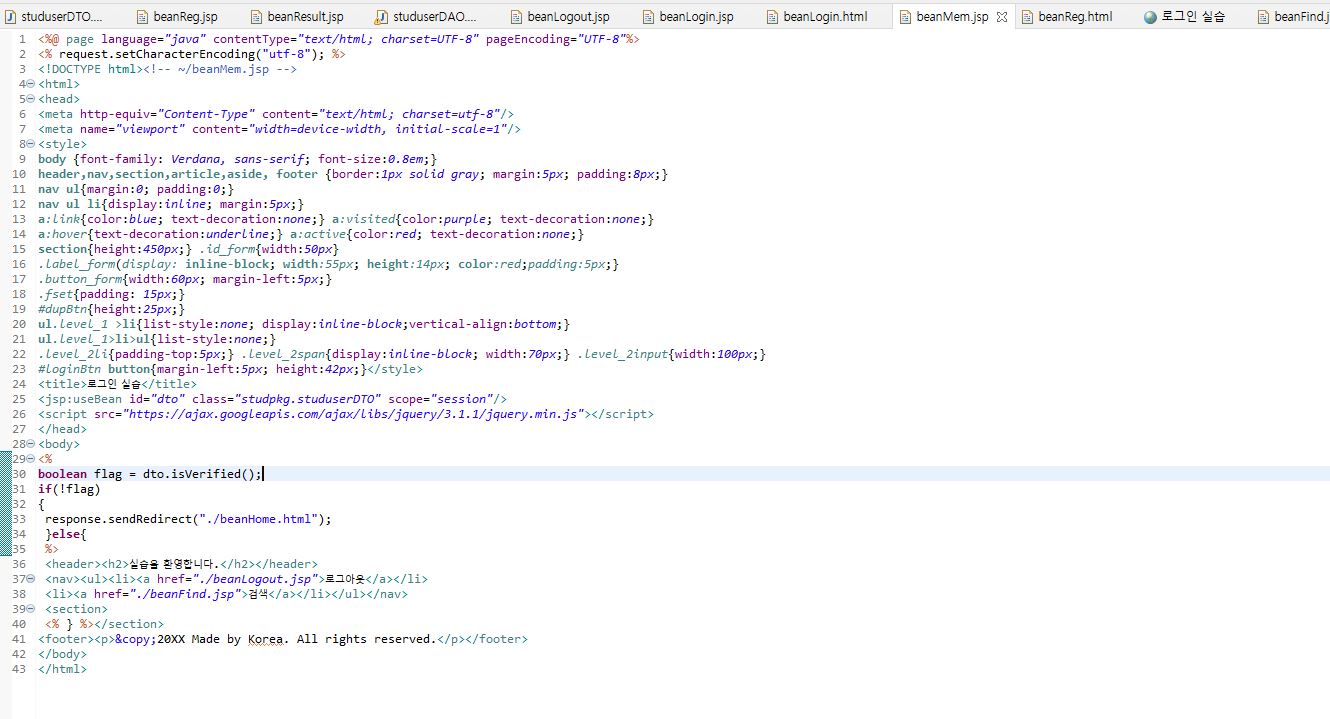 studuserDTO.... beanReg.jsp beanResult.jsp studuserDAO.... beanLogout.jsp beanLogin.jsp beanLogin.html beanMem.jsp beanReg.html 로그인 실습 beanFind.j
1 <%@ page language="java" contentType="text/html; charset=UTF-8" pageEncoding="UTF-8"%>
2 <% request.setCharacterEncoding("utf-8"); %>
3 <!DOCTYPE html><!-- ~/beanMem.jsp -->
4 <html>
5 <head>
6 <meta http-equiv="Content-Type" content="text/html; charset=utf-8"/>
7 <meta name="viewport" content="width=device-width, initial-scale=1"/>
8 <style>
9 body {font-family: Verdana, sans-serif; font-size:0.8em;}
10 header,nav,section,article,aside, footer {border:1px solid gray; margin:5px; padding:8px;}
11 nav ul{margin:0; padding:0;}
12 nav ul li{display:inline; margin:5px;}
13 a:link{color:blue; text-decoration:none;} a:visited{color:purple; text-decoration:none;}
14 a:hover{text-decoration:underline;} a:active{color:red; text-decoration:none;}
15 section{height:450px;} .id_form{width:50px}
16 .label_form(display: inline-block; width:55px; height:14px; color:red;padding:5px;}
17 .button_form{width:60px; margin-left:5px;}
18 .fset{padding: 15px;}
19 #dupBtn{height:25px;}
20 ul.level_1 >li{list-style:none; display:inline-block;vertical-align:bottom;}
21 ul.level_1>li>ul{list-style:none;}
22 .level_2li{padding-top:5px;} .level_2span{display:inline-block; width:70px;} .level_2input{width:100px;}
23 #loginBtn button{margin-left:5px; height:42px;}</style>
24 <title>로그인 실습</title>
25 <jsp:useBean id="dto" class="studpkg.studuserDTO" scope="session"/>
26 <script src="https://ajax.googleapis.com/ajax/libs/jquery/3.1.1/jquery.min.js"></script>
27 </head>
28 <body>
29 <%
30 boolean flag = dto.isVerified();
31 if(!flag)
32 {
33 response.sendRedirect("./beanHome.html");
34 }else{
35 %>
36 <header><h2>실습을 환영합니다.</h2></header>
37 <nav><ul><li><a href="./beanLogout.jsp">로그아웃</a></li>
38 <li><a href="./beanFind.jsp">검색</a></li></ul></nav>
39 <section>
40 <% } %></section>
41 <footer><p>&copy;20XX Made by Korea. All rights reserved.</p></footer>
42 </body>
43 </html>